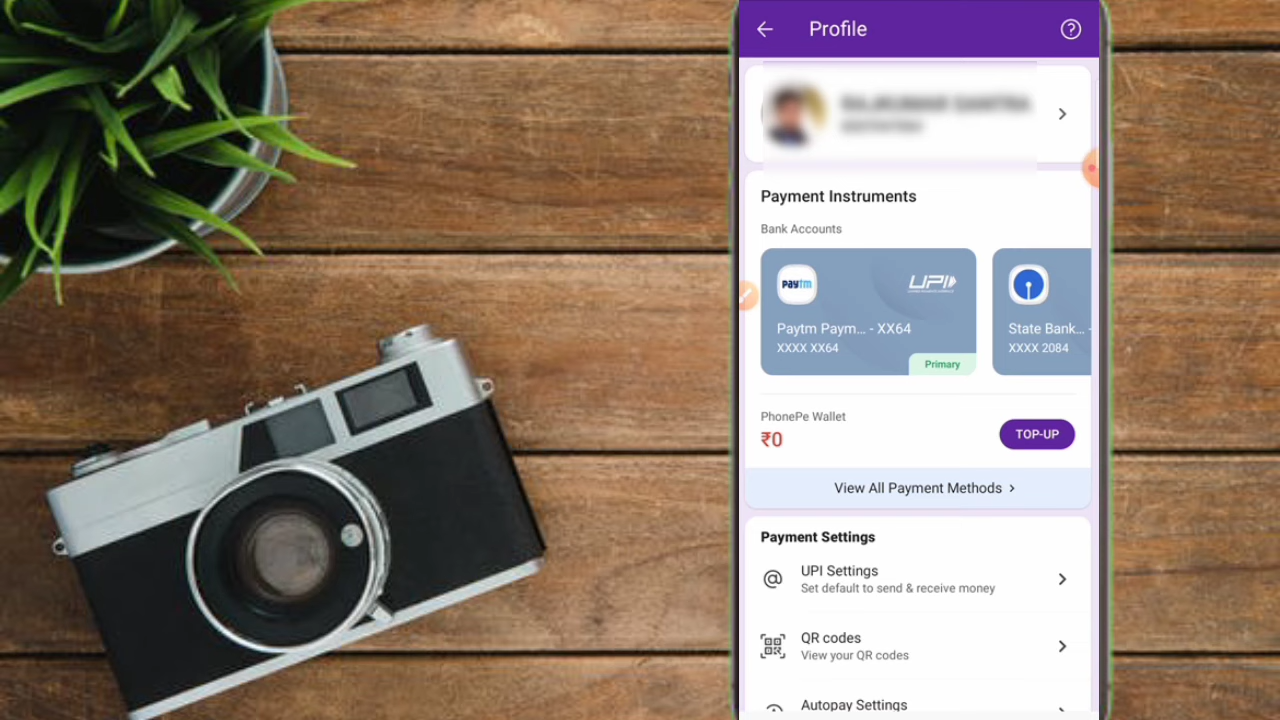 Profile
Payment Instruments
Bank Accounts
Paytm
UPI
Paytm Paym... - XX64
XXXX XX64
Primary
State Bank... -
XXXX 2084
PhonePe Wallet
₹0
TOP-UP
View All Payment Methods
Payment Settings
@
UPI Settings
Set default to send & receive money
QR codes
View your QR codes
Autopay Settings